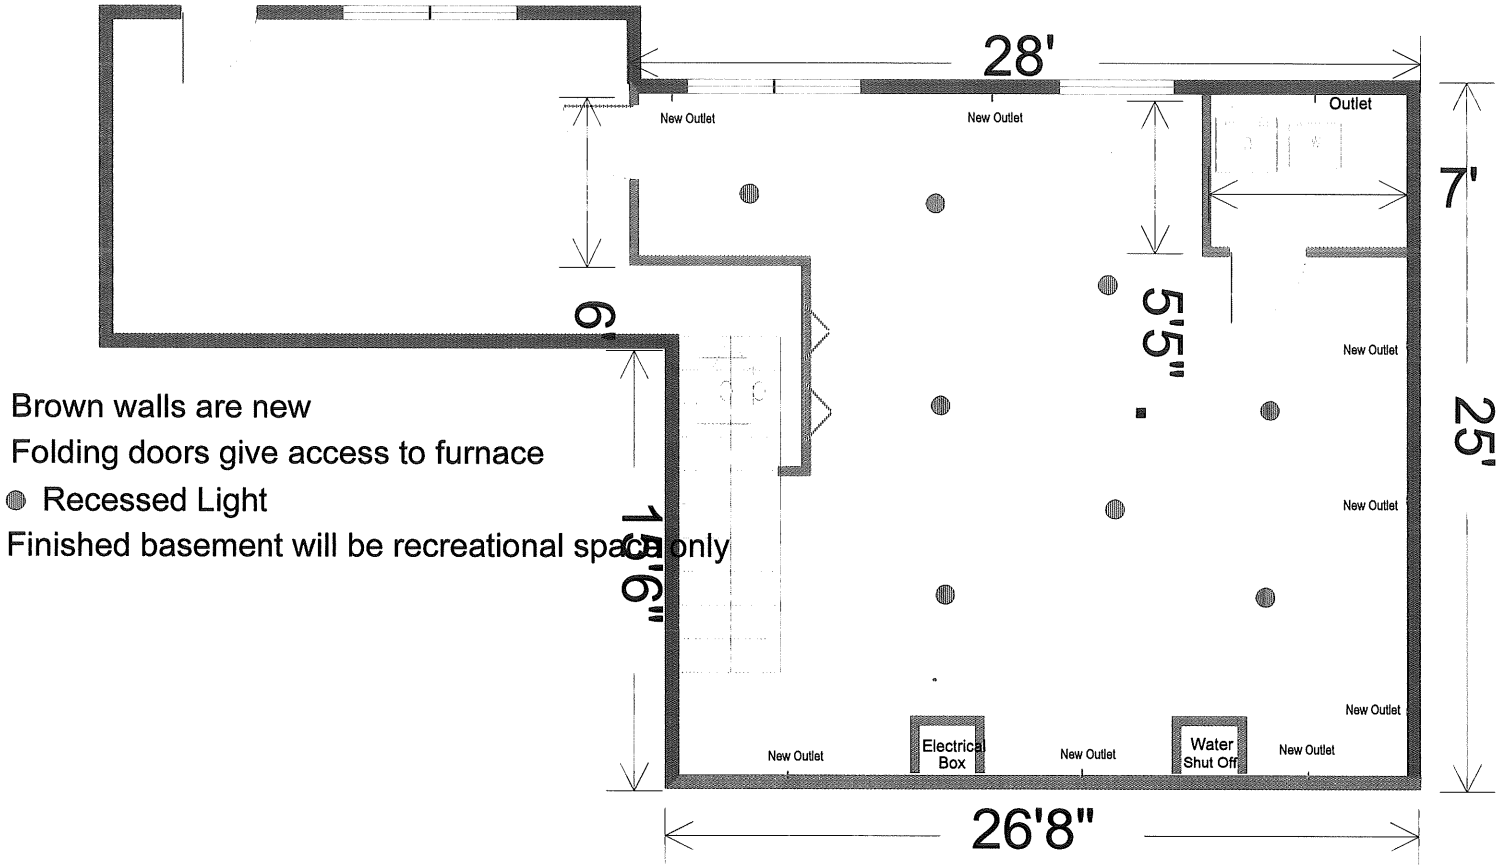 28'
Outlet
New Outlet
New Outlet
7'
6'
5'5"
New Outlet
Brown walls are new
25'
Folding doors give access to furnace
Recessed Light
New Outlet
15'6"
Finished basement will be recreational space only
New Outlet
Electrical
Box
Water
Shut Off
New Outlet
New Outlet
New Outlet
26'8"